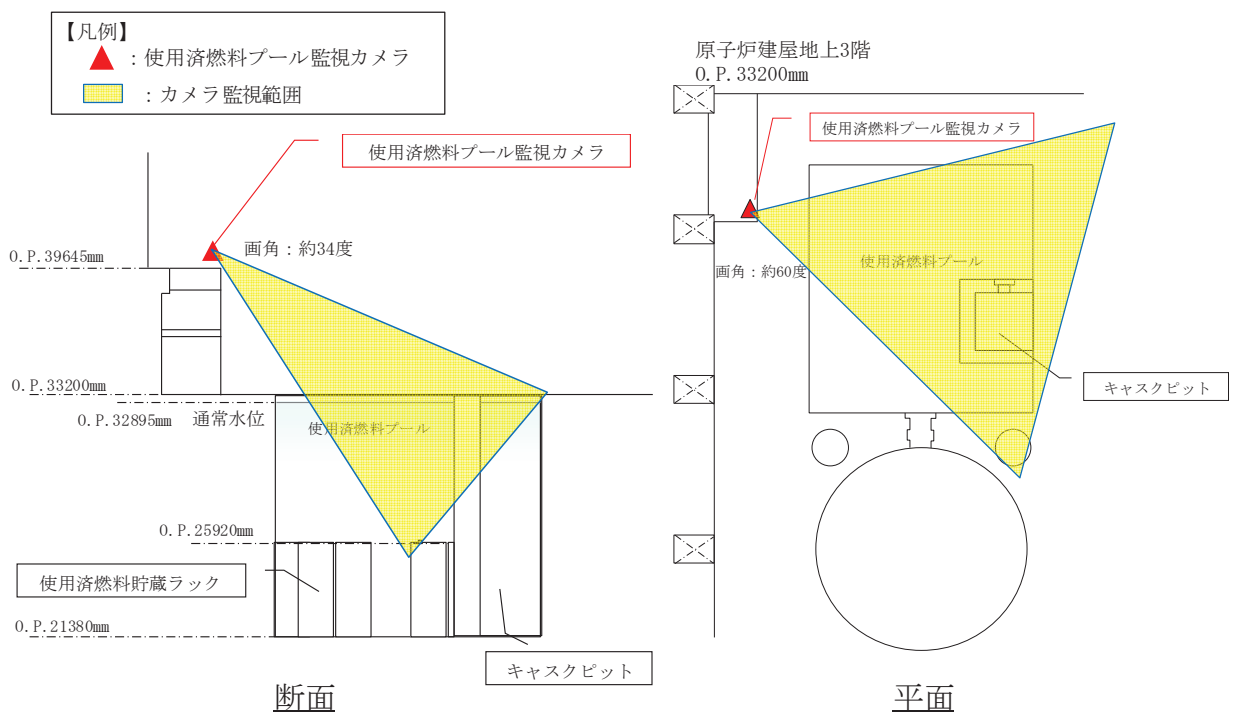 【凡例】
：使用済燃料プール監視カメラ
：カメラ監視範囲
使用済燃料プール監視カメラ
画角：約34度
O.P.39645mm
O.P.33200mm
O.P.32895mm 通常水位
使用済燃料プール
O.P.25920mm
使用済燃料貯蔵ラック
O.P.21380mm
キャスクピット
断面
原子炉建屋地上3階
O.P.33200mm
使用済燃料プール監視カメラ
使用済燃料プール
画角：約60度
キャスクピット
平面